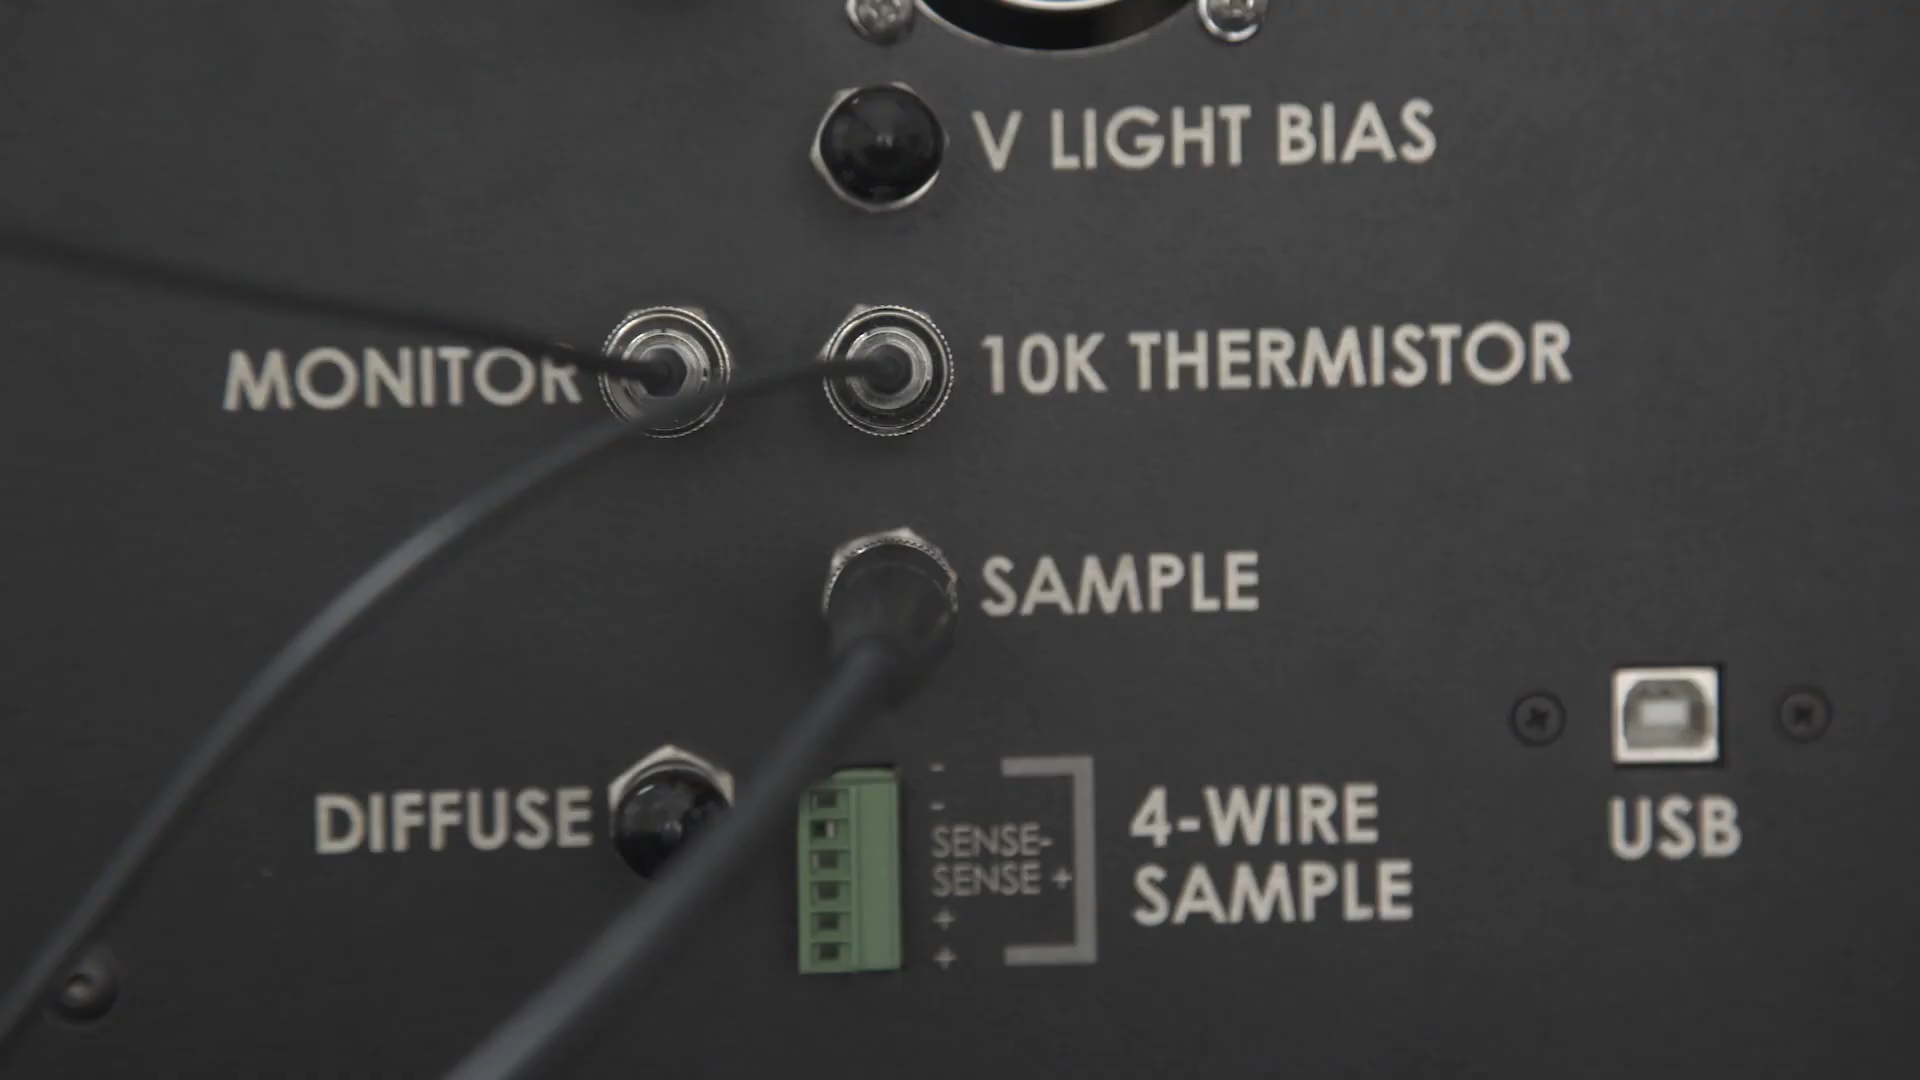 V LIGHT BIAS
MONITOR
10K THERMISTOR
SAMPLE
DIFFUSE
-
-
SENSE-
SENSE +
+
+
4-WIRE
SAMPLE
USB